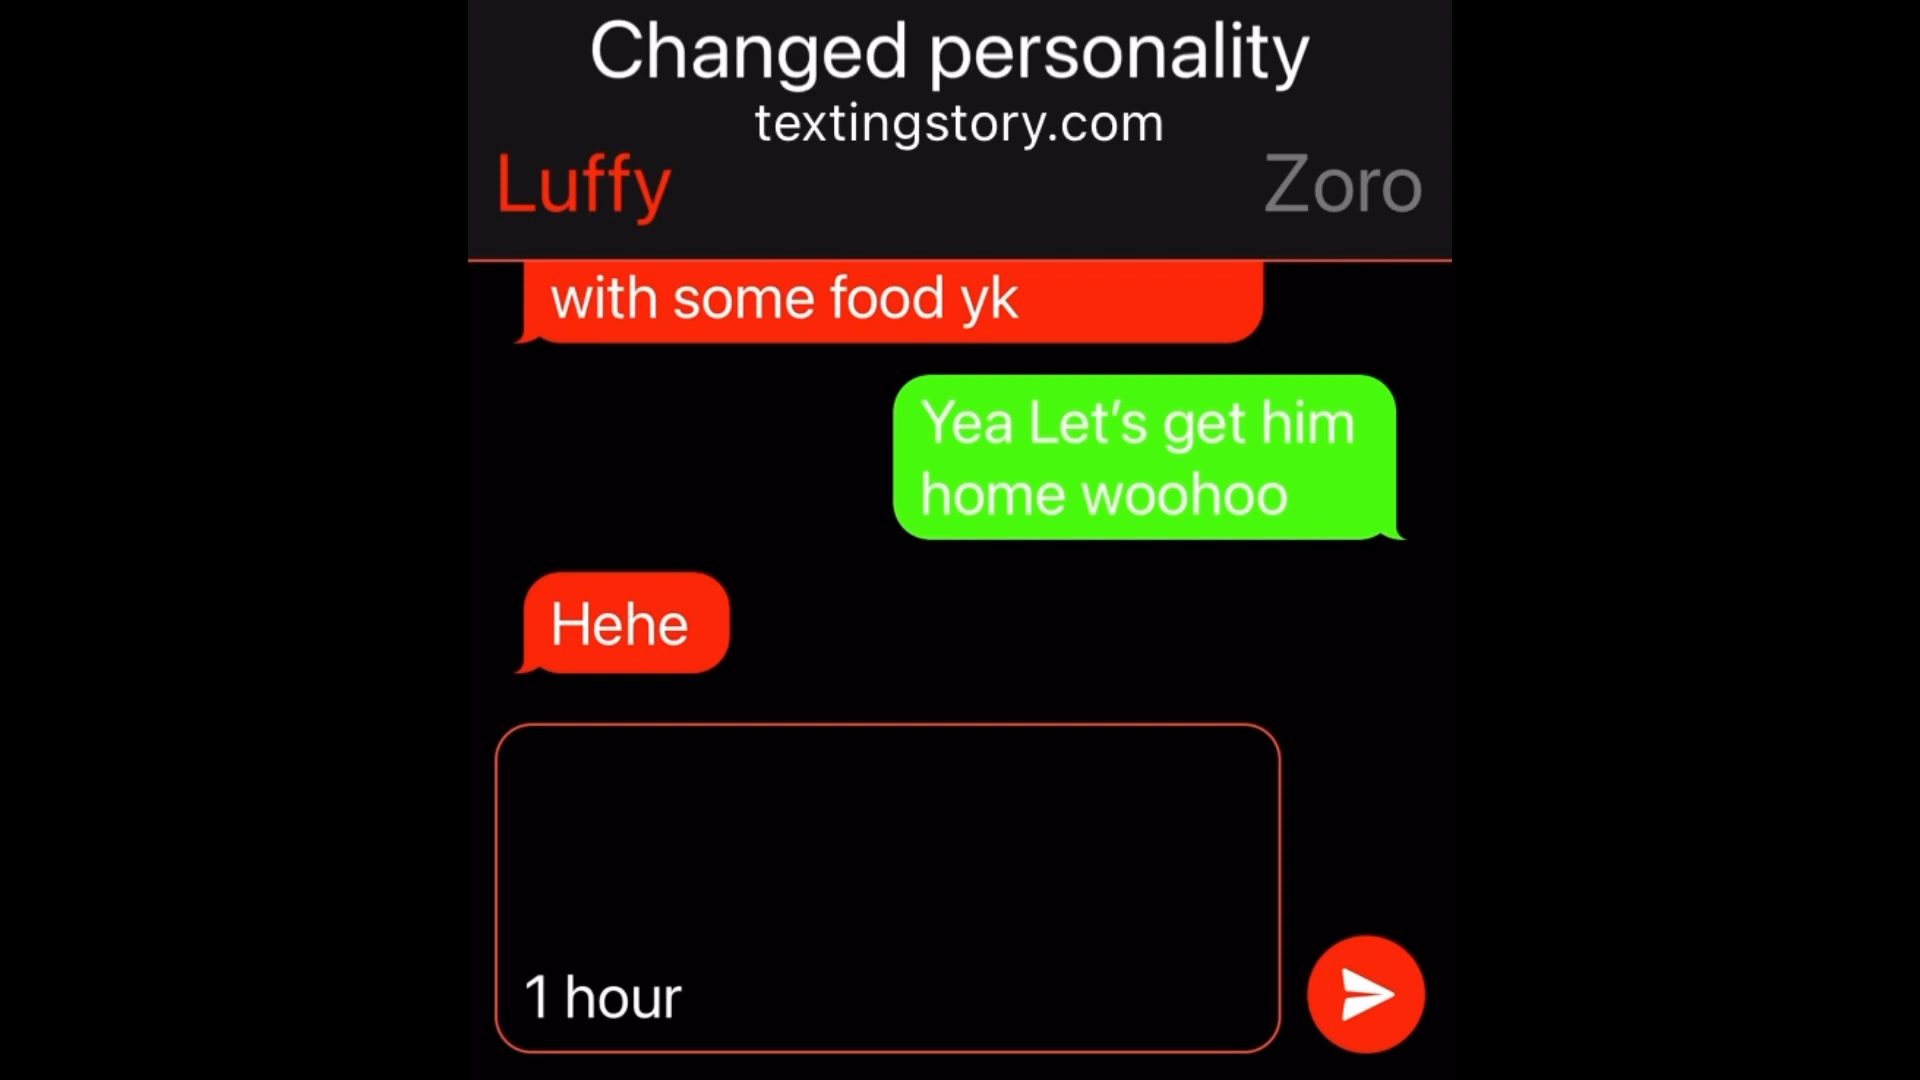 Changed personality
textingstory.com
Luffy
Zoro
with some food yk
Yea Let’s get him
home woohoo
Hehe
1 hour